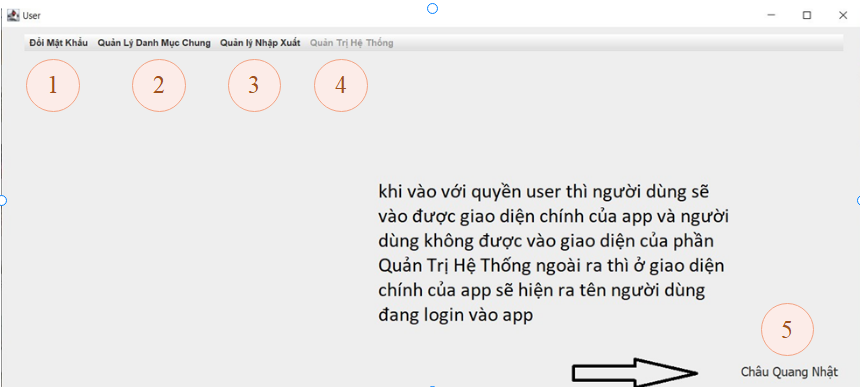 User
Đổi Mật Khẩu Quản Lý Danh Mục Chung Quản lý Nhập Xuất Quản Trị Hệ Thống
1 2 3 4
khi vào với quyền user thì người dùng sẽ
vào được giao diện chính của app và người
dùng không được vào giao diện của phần
Quản Trị Hệ Thống ngoài ra thì ở giao diện
chính của app sẽ hiện ra tên người dùng
đang login vào app
5
Châu Quang Nhật